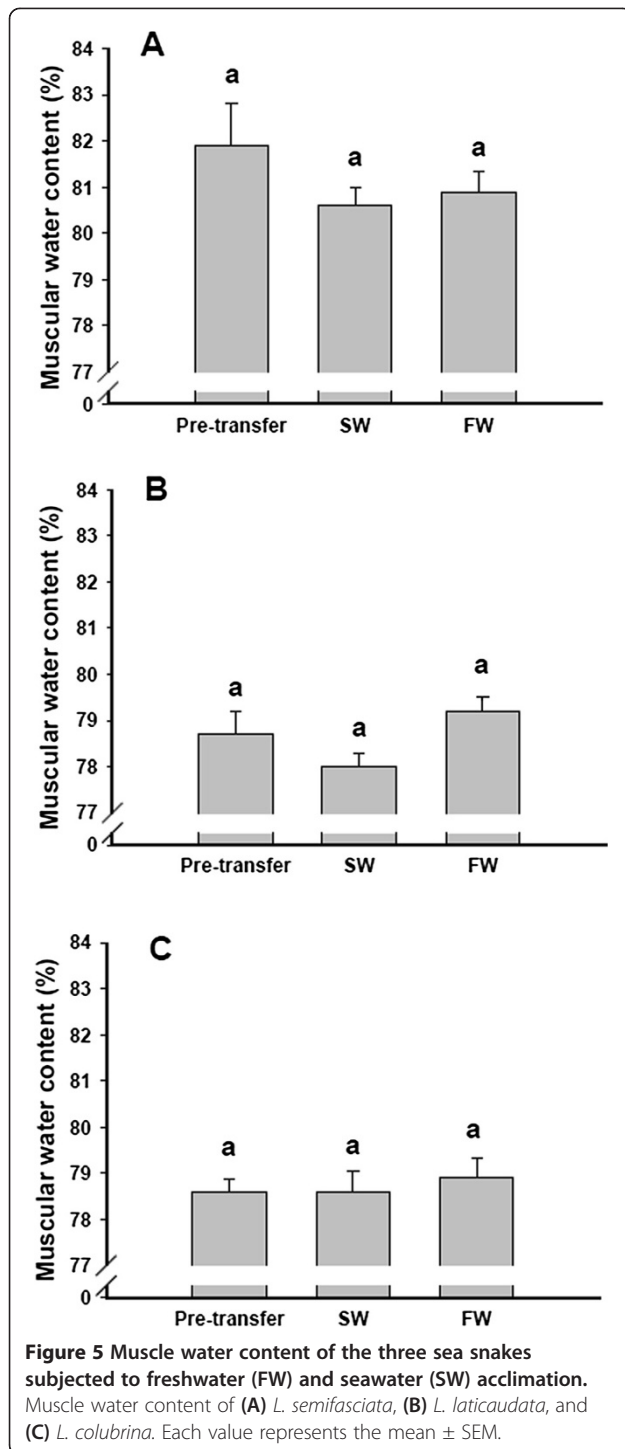 A
Muscular water content (%)
84
83
82
81
80
79
78
77
0
a
a
a
Pre-transfer
SW
FW
B
Muscular water content (%)
84
83
82
81
80
79
78
77
0
a
a
a
Pre-transfer
SW
FW
C
Muscular water content (%)
84
83
82
81
80
79
78
77
0
a
a
a
Pre-transfer
SW
FW
Figure 5 Muscle water content of the three sea snakes
subjected to freshwater (FW) and seawater (SW) acclimation.
Muscle water content of (A) L. semifasciata, (B) L. laticaudata, and
(C) L. colubrina. Each value represents the mean ± SEM.